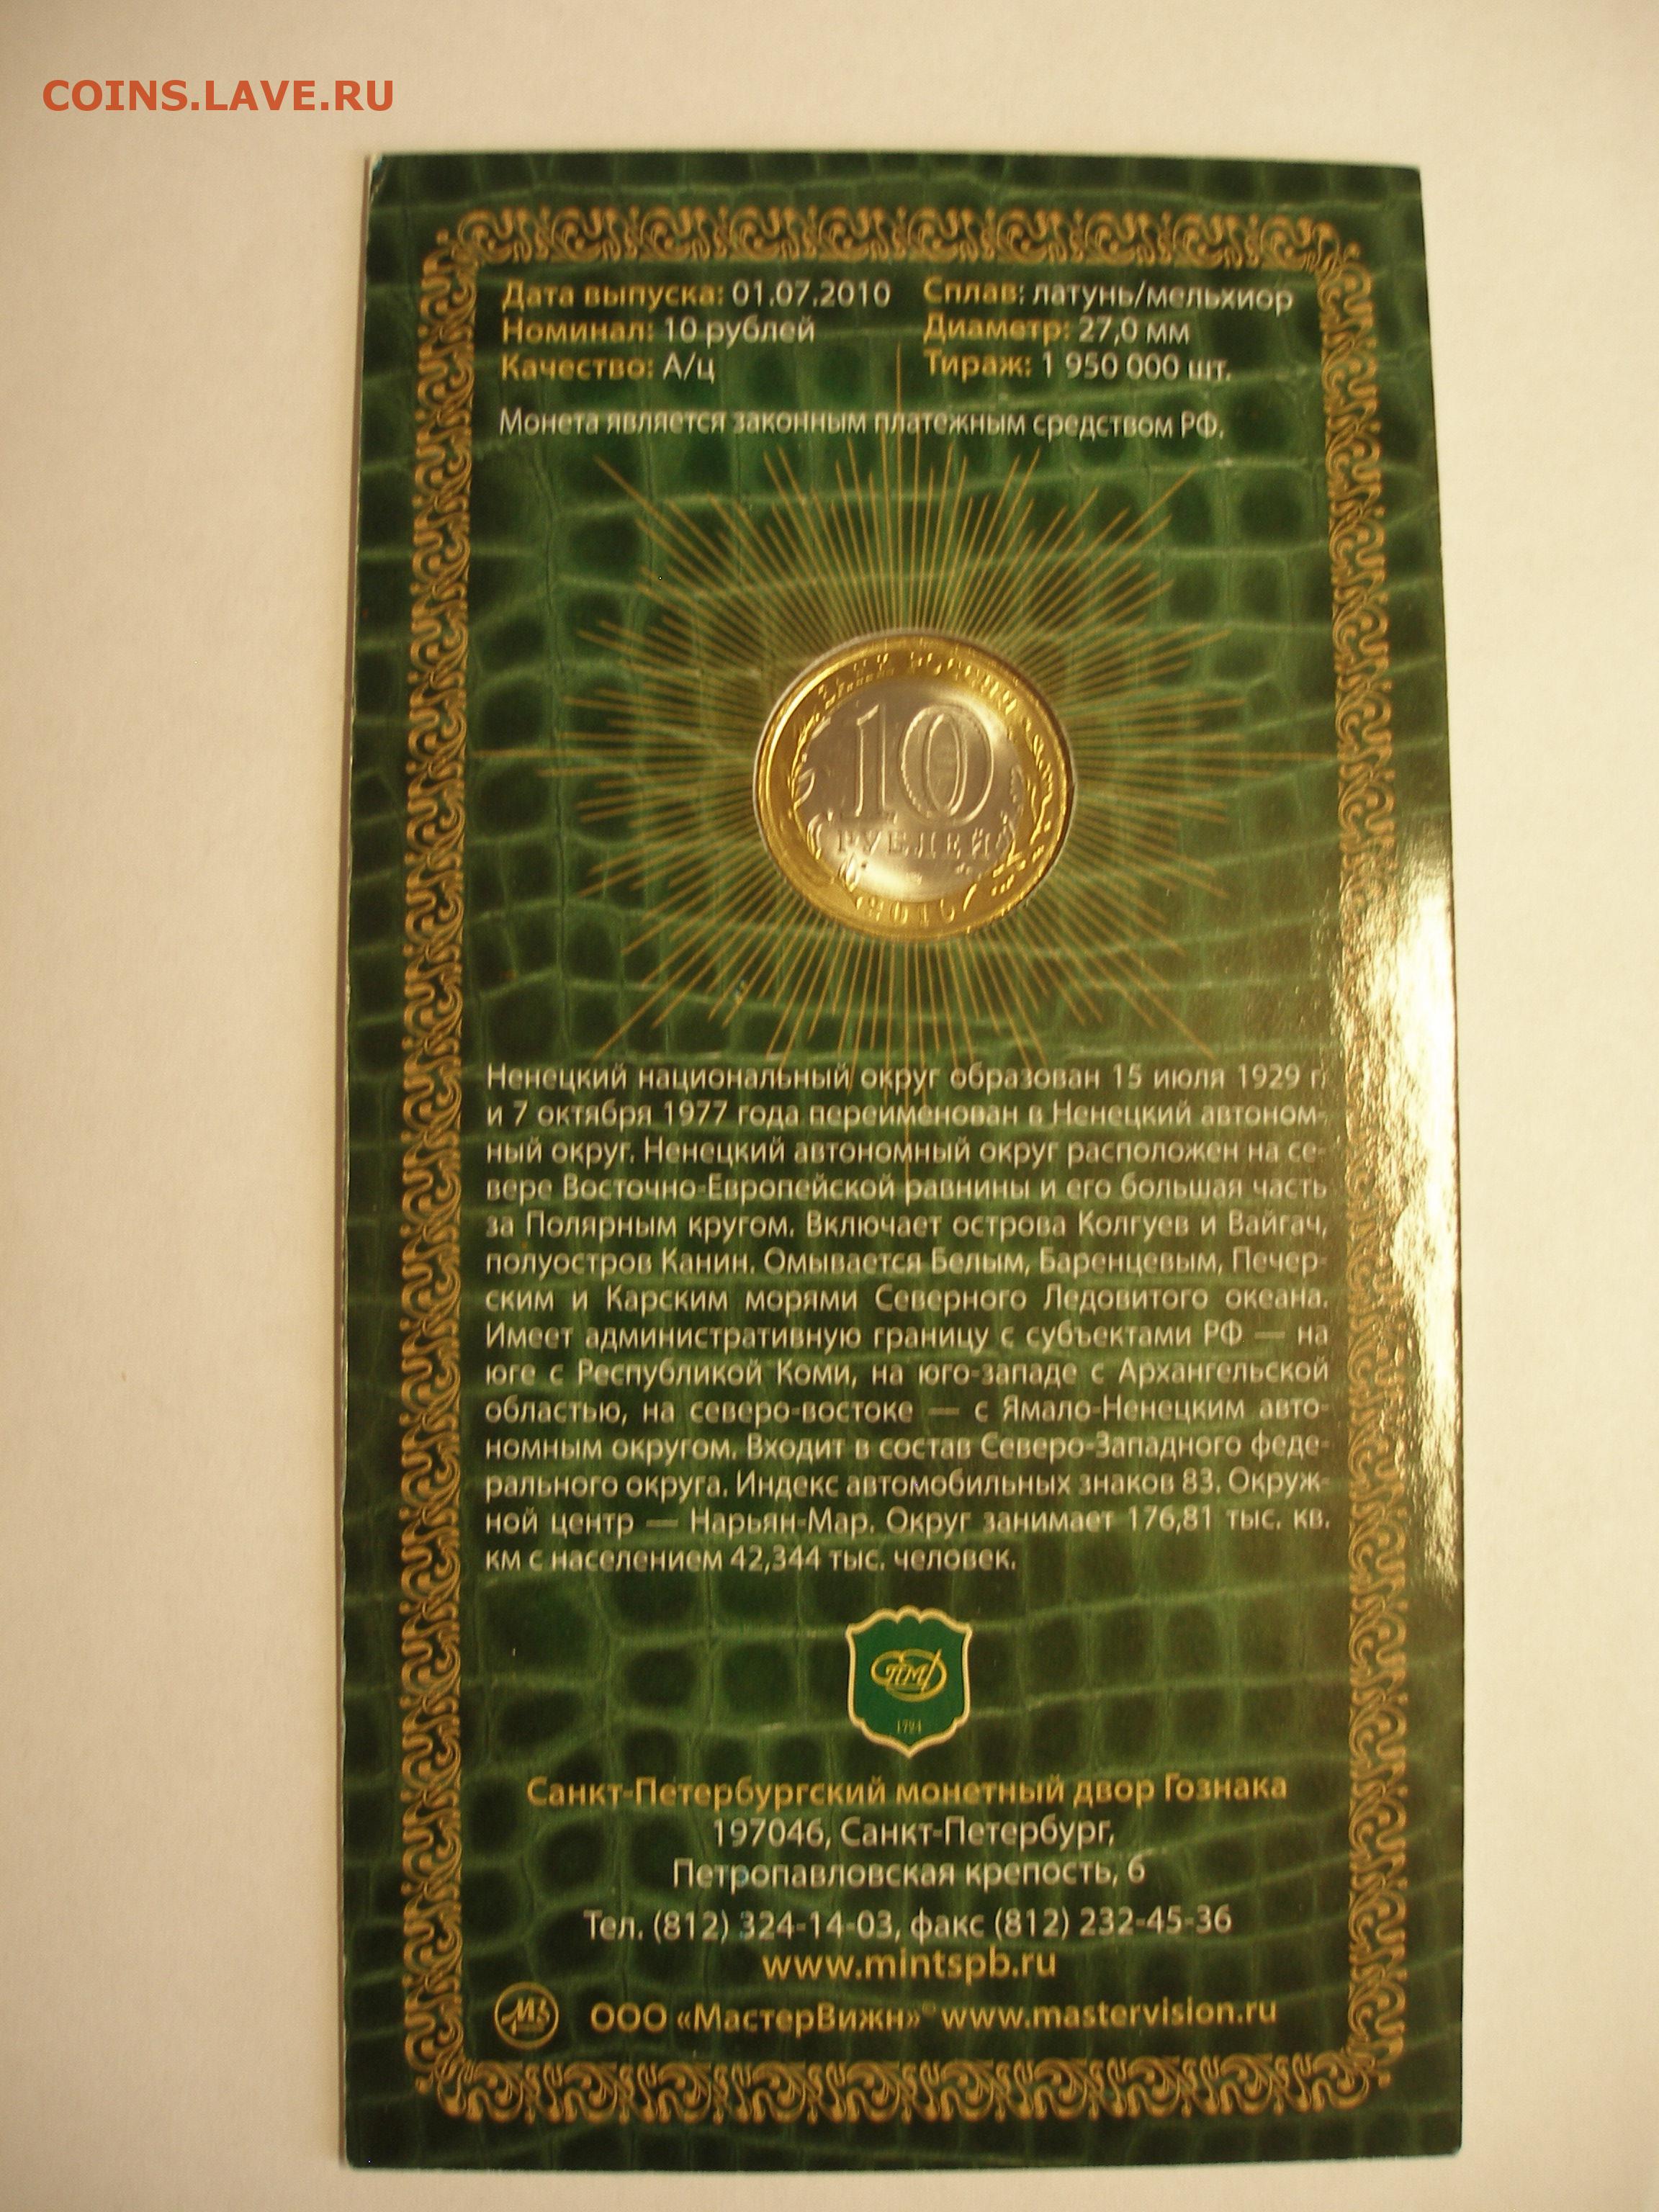 COINS.LAVE.RU
Дата выпуска: 01.07.2010 Сплав: латунь/мельхиор
Номинал: 10 рублей Диаметр: 27,0 мм
Качество: А/ц Тираж: 1 950 000 шт.
Монета является законным платежным средством РФ.
БАНК РОССИИ
10
РУБЛЕЙ
2010
Ненецкий национальный округ образован 15 июля 1929 г.
и 7 октября 1977 года переименован в Ненецкий автоном-
ный округ. Ненецкий автономный округ расположен на се-
вере Восточно-Европейской равнины и его большая часть
за Полярным кругом. Включает острова Колгуев и Вайгач,
полуостров Канин. Омывается Белым, Баренцевым, Печер-
ским и Карским морями Северного Ледовитого океана.
Имеет административную границу с субъектами РФ — на
юге с Республикой Коми, на юго-западе с Архангельской
областью, на северо-востоке — с Ямало-Ненецким авто-
номным округом. Входит в состав Северо-Западного феде-
рального округа. Индекс автомобильных знаков 83. Окруж-
ной центр — Нарьян-Мар. Округ занимает 176,81 тыс. кв.
км с населением 42,344 тыс. человек.
1724
Санкт-Петербургский монетный двор Гознака
197046, Санкт-Петербург,
Петропавловская крепость, 6
Тел. (812) 324-14-03, факс (812) 232-45-36
www.mintspb.ru
ООО «МастерВижн»© www.mastervision.ru